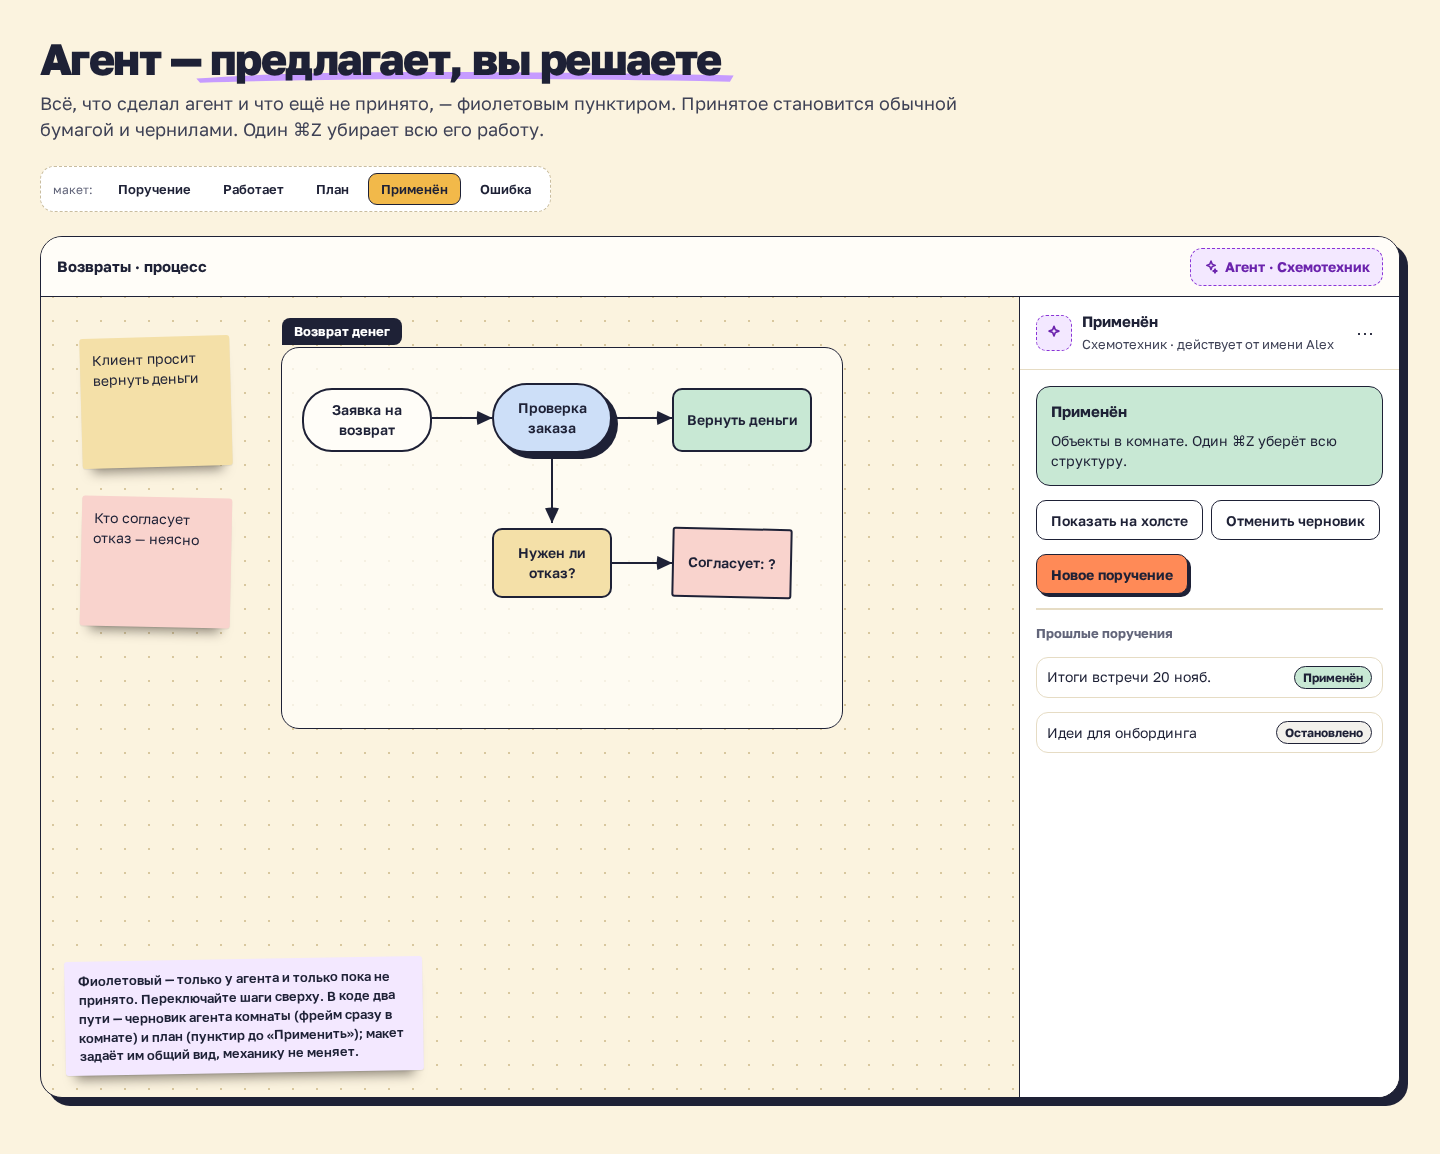 Агент — предлагает, вы решаете
Всё, что сделал агент и что ещё не принято, — фиолетовым пунктиром. Принятое становится обычной
бумагой и чернилами. Один ⌘Z убирает всю его работу.
макет: Поручение Работает План Применён Ошибка
Возвраты · процесс
Агент · Схемотехник
Клиент просит
вернуть деньги
Кто согласует
отказ — неясно
Возврат денег
Заявка на
возврат
Проверка
заказа
Вернуть деньги
Нужен ли
отказ?
Согласует: ?
Фиолетовый — только у агента и только пока не
принято. Переключайте шаги сверху. В коде два
пути — черновик агента комнаты (фрейм сразу в
комнате) и план (пунктир до «Применить»); макет
задаёт им общий вид, механику не меняет.
Применён
Схемотехник · действует от имени Alex
...
Применён
Объекты в комнате. Один ⌘Z уберёт всю
структуру.
Показать на холсте
Отменить черновик
Новое поручение
Прошлые поручения
Итоги встречи 20 нояб.
Применён
Идеи для онбординга
Остановлено